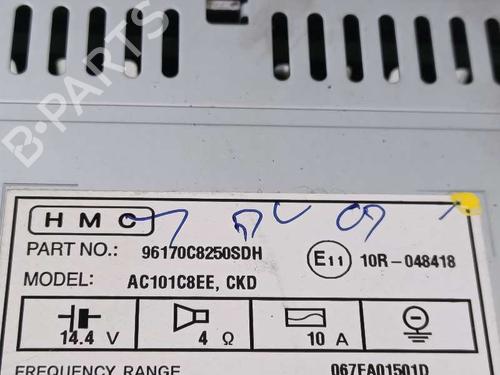 B-PARTS
HMC
PART NO.: 96170C8250SDH
E11 10R-048418
MODEL: AC101C8EE, CKD
14.4 V
4 Ω
10 A
FREQUENCY RANGE
067FA01501D